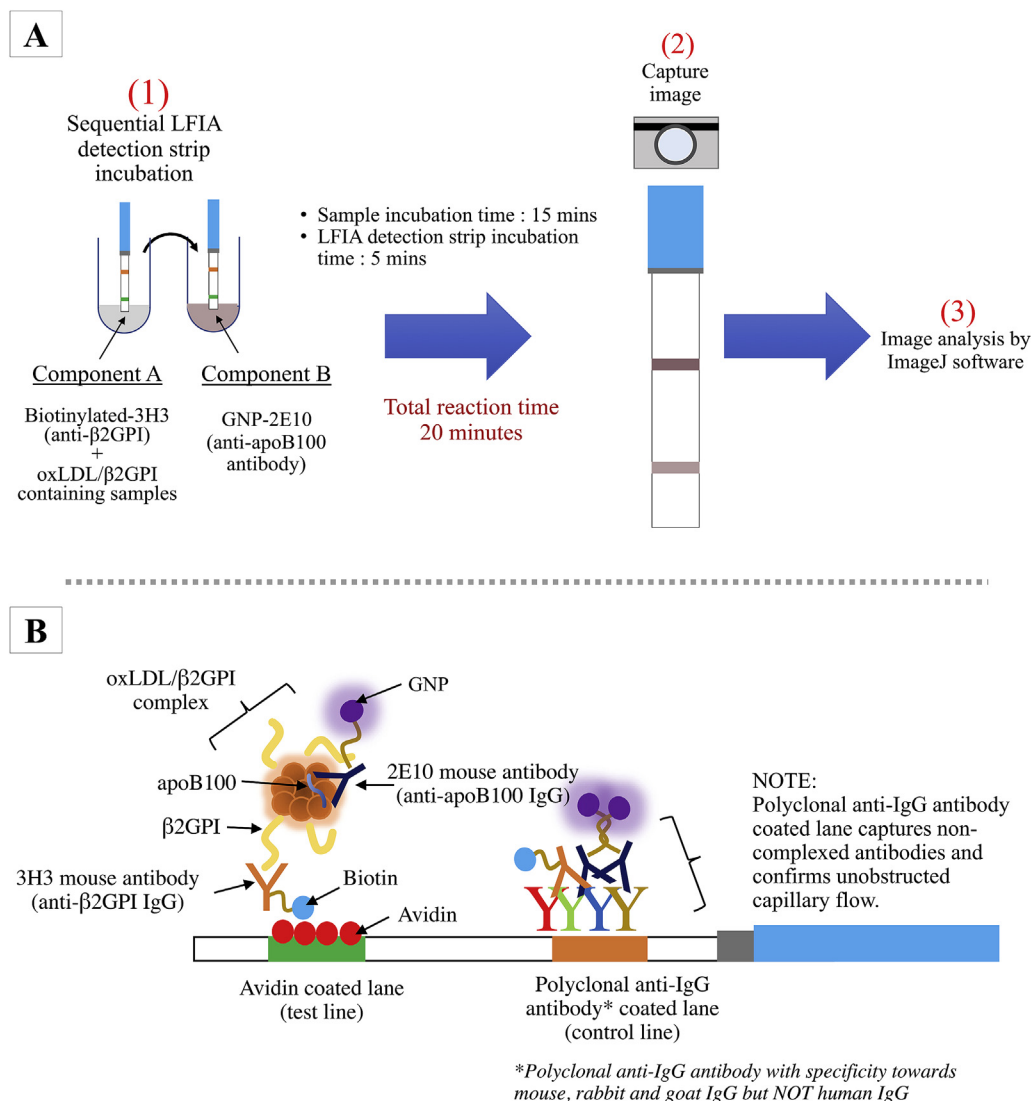 A
(1)
Sequential LFIA
detection strip
incubation
Component A
Biotinylated-3H3
(anti-β2GPI)
+
oxLDL/β2GPI
containing samples
Component B
GNP-2E10
(anti-apoB100
antibody)
• Sample incubation time : 15 mins
• LFIA detection strip incubation
time : 5 mins
Total reaction time
20 minutes
(2)
Capture
image
(3)
Image analysis by
ImageJ software
B
oxLDL/β2GPI
complex
GNP
apoB100
2E10 mouse antibody
(anti-apoB100 IgG)
β2GPI
3H3 mouse antibody
(anti-β2GPI IgG)
Biotin
Avidin
Avidin coated lane
(test line)
Polyclonal anti-IgG
antibody* coated lane
(control line)
NOTE:
Polyclonal anti-IgG antibody
coated lane captures non-
complexed antibodies and
confirms unobstructed
capillary flow.
*Polyclonal anti-IgG antibody with specificity towards
mouse, rabbit and goat IgG but NOT human IgG